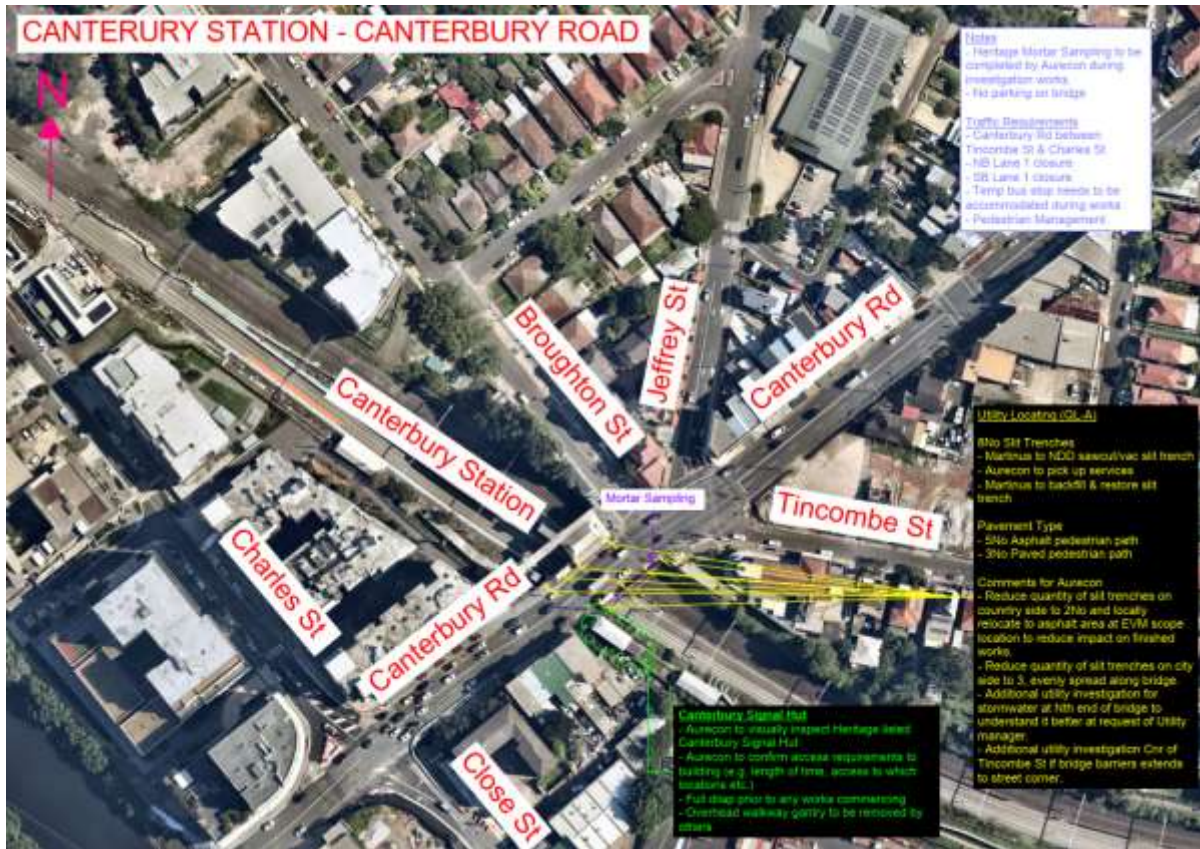 CANTERURY STATION - CANTERBURY ROAD
N
Notes
- Heritage Mortar Sampling to be
completed by Aurecon during
investigation works
- No parking on bridge
Traffic Requirements
- Canterbury Rd between
Tincombe St & Charles St
- NB Lane 1 closure
- SB Lane 1 closure
- Temp bus stop needs to be
accommodated during works
- Pedestrian Management
Broughton St
Jeffrey St
Canterbury Rd
Canterbury Station
Mortar Sampling
Tincombe St
Charles St
Canterbury Rd
Close St
Utility Locating (QL-A)
8No Slit Trenches
- Martinus to NDD sawcut/vac slit trench
- Aurecon to pick up services
- Martinus to backfill & restore slit
trench
Pavement Type
- 5No Asphalt pedestrian path
- 3No Paved pedestrian path
Comments for Aurecon
- Reduce quantity of slit trenches on
country side to 2No and locally
relocate to asphalt area at EVM scope
location to reduce impact on finished
works.
- Reduce quantity of slit trenches on city
side to 3, evenly spread along bridge
- Additional utility investigation for
stormwater at Nth end of bridge to
understand it better at request of Utility
manager.
- Additional utility investigation Cnr of
Tincombe St if bridge barriers extend
to street corner.
Canterbury Signal Hut
- Aurecon to visually inspect Heritage listed
Canterbury Signal Hut
- Aurecon to confirm access requirements to
building (e.g. length of time, access to which
locations etc.)
- Full dilap prior to any works commencing
- Overhead walkway gantry to be removed by
others